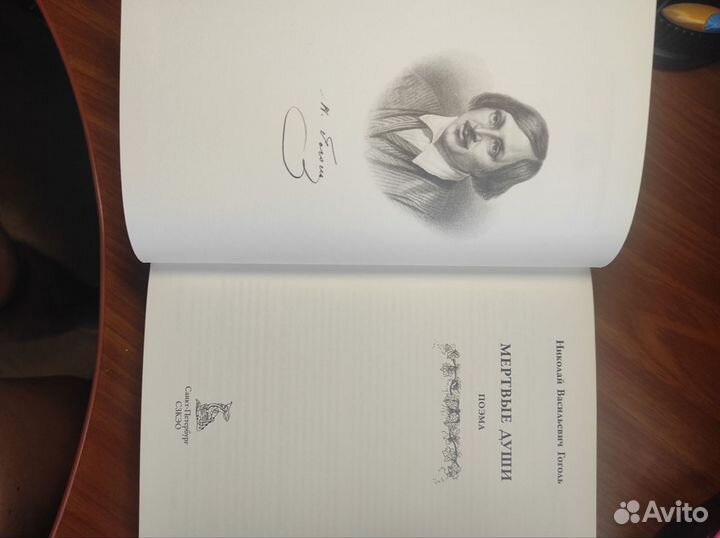 Н. Гоголь
Николай Васильевич Гоголь
МЕРТВЫЕ ДУШИ
ПОЭМА
Санкт-Петербург
СЗКЭО
Avito